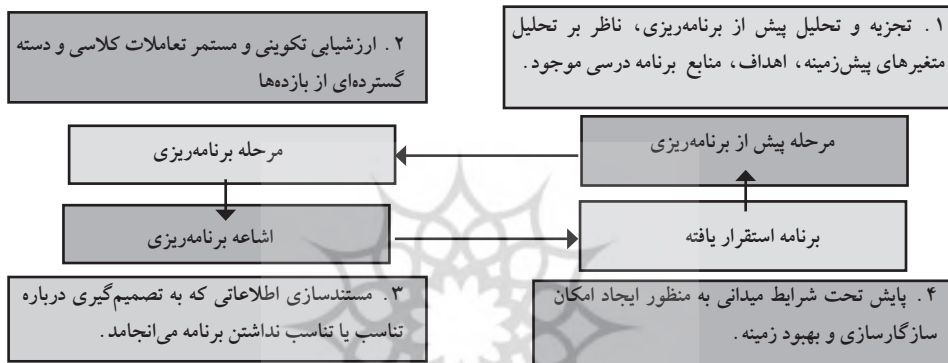 ۱. تجزیه و تحلیل پیش از برنامه‌ریزی، ناظر بر تحلیل
متغیرهای پیش‌زمینه، اهداف، منابع برنامه درسی موجود.
۲. ارزشیابی تکوینی و مستمر تعاملات کلاسی و دسته
گسترده‌ای از بازده‌ها
مرحله پیش از برنامه‌ریزی
مرحله برنامه‌ریزی
برنامه استقرار یافته
اشاعه برنامه‌ریزی
۳. مستندسازی اطلاعاتی که به تصمیم‌گیری درباره
تناسب یا تناسب نداشتن برنامه می‌انجامد.
۴. پایش تحت شرایط میدانی به منظور ایجاد امکان
سازگارسازی و بهبود زمینه.